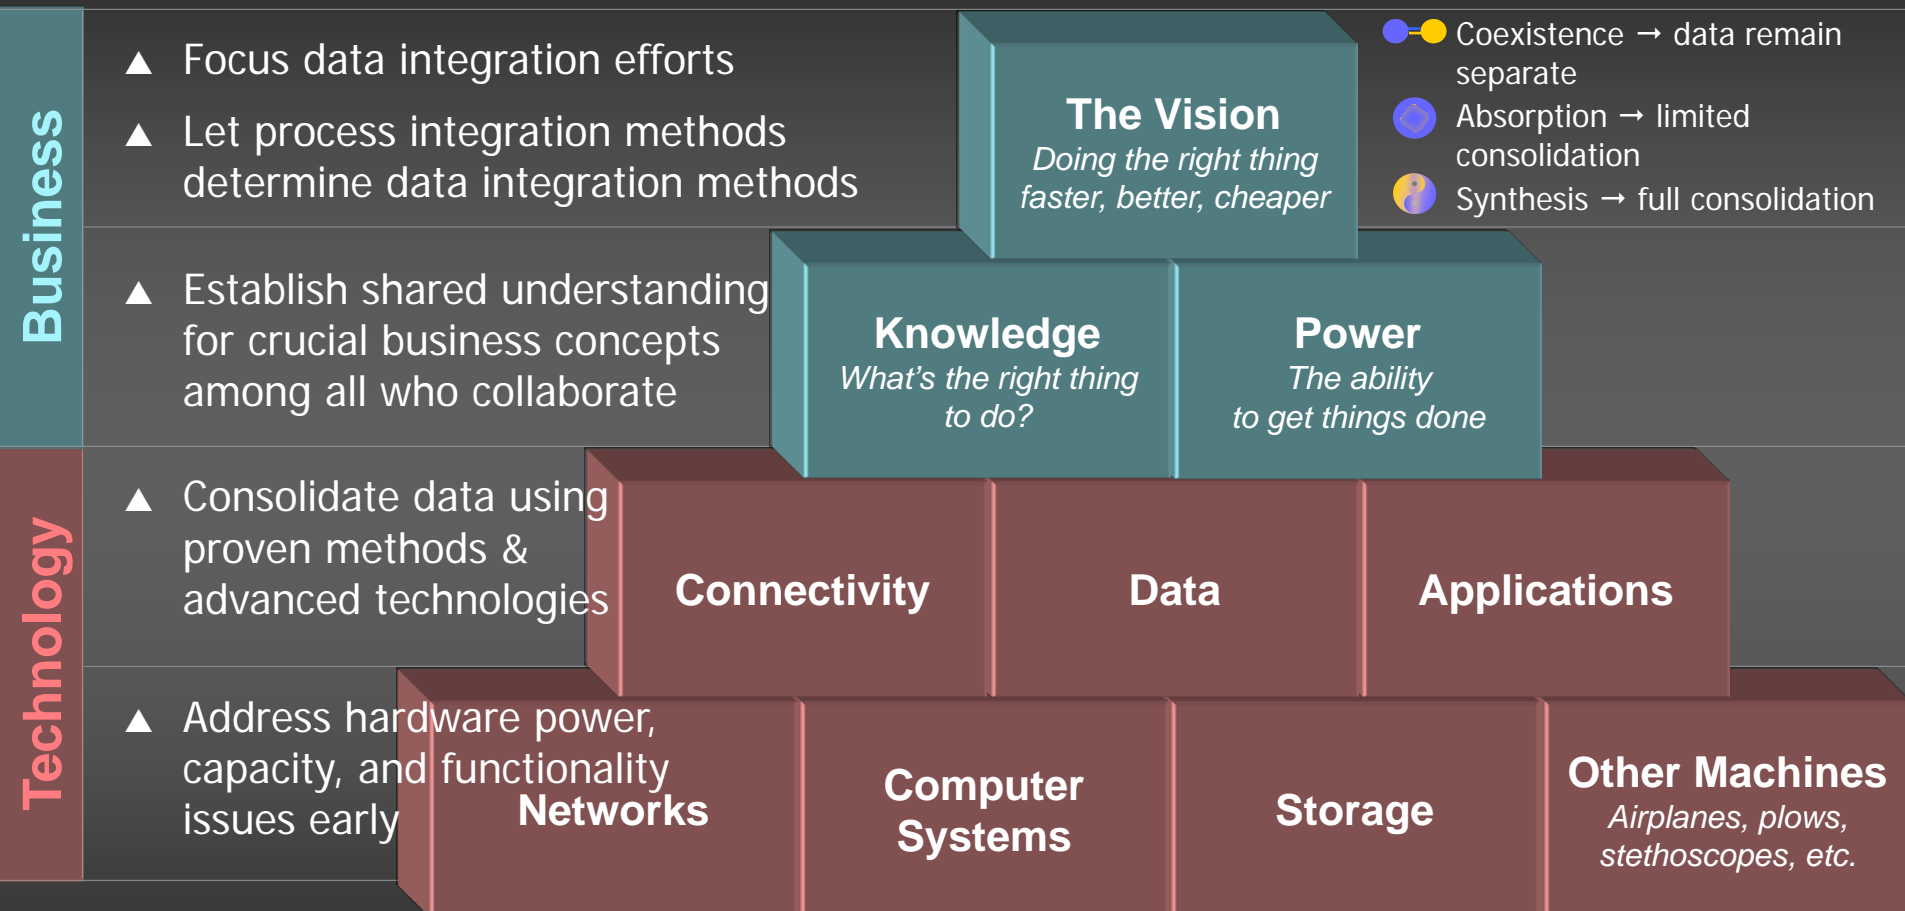 Business
▲ Focus data integration efforts
▲ Let process integration methods
determine data integration methods
The Vision
Doing the right thing
faster, better, cheaper
Coexistence → data remain
separate
Absorption → limited
consolidation
Synthesis → full consolidation
▲ Establish shared understanding
for crucial business concepts
among all who collaborate
Knowledge
What's the right thing
to do?
Power
The ability
to get things done
Technology
▲ Consolidate data using
proven methods &
advanced technologies
Connectivity
Data
Applications
▲ Address hardware power,
capacity, and functionality
issues early
Networks
Computer
Systems
Storage
Other Machines
Airplanes, plows,
stethoscopes, etc.